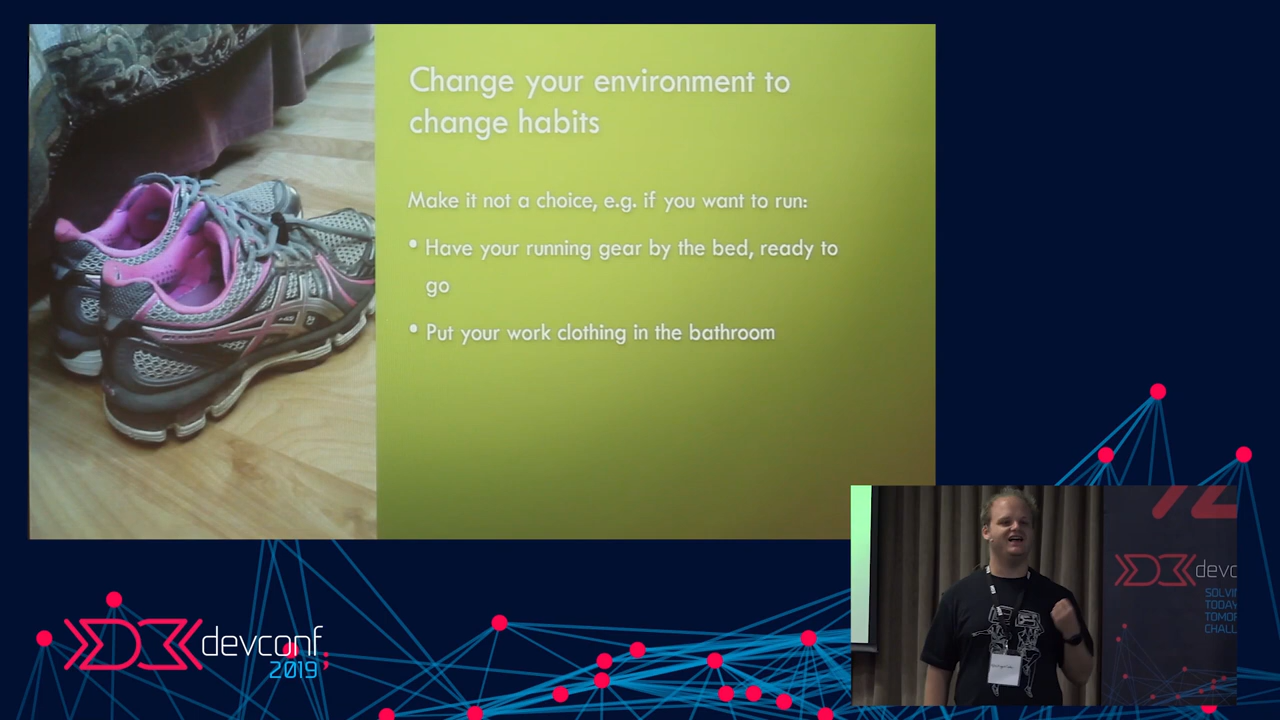 Change your environment to
change habits
Make it not a choice, e.g. if you want to run:
• Have your running gear by the bed, ready to
go
• Put your work clothing in the bathroom
devconf
2019;
devc
SOLVI
TODAY
TOMOR
CHALL